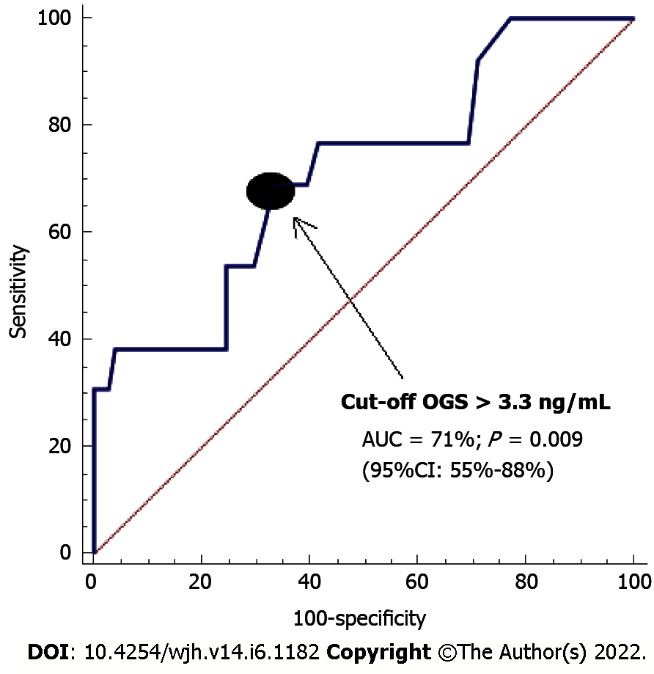 100
80
60
40
20
0
Sensitivity
Cut-off OGS > 3.3 ng/mL
AUC = 71%; P = 0.009
(95%CI: 55%-88%)
0 20 40 60 80 100
100-specificity
DOI: 10.4254/wjh.v14.i6.1182 Copyright ©The Author(s) 2022.